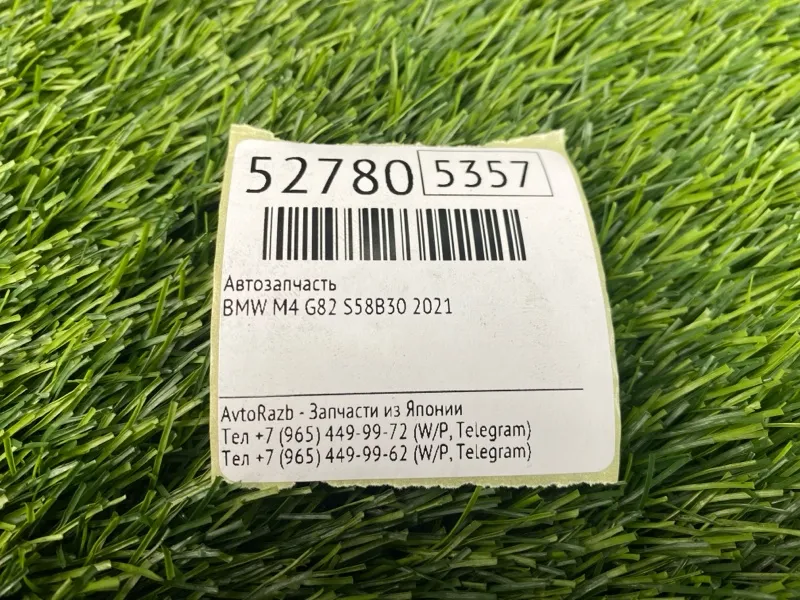 52780 5357
Автозапчасть
BMW M4 G82 S58B30 2021
AvtoRazb - Запчасти из Японии
Тел +7 (965) 449-99-72 (W/P, Telegram)
Тел +7 (965) 449-99-62 (W/P, Telegram)